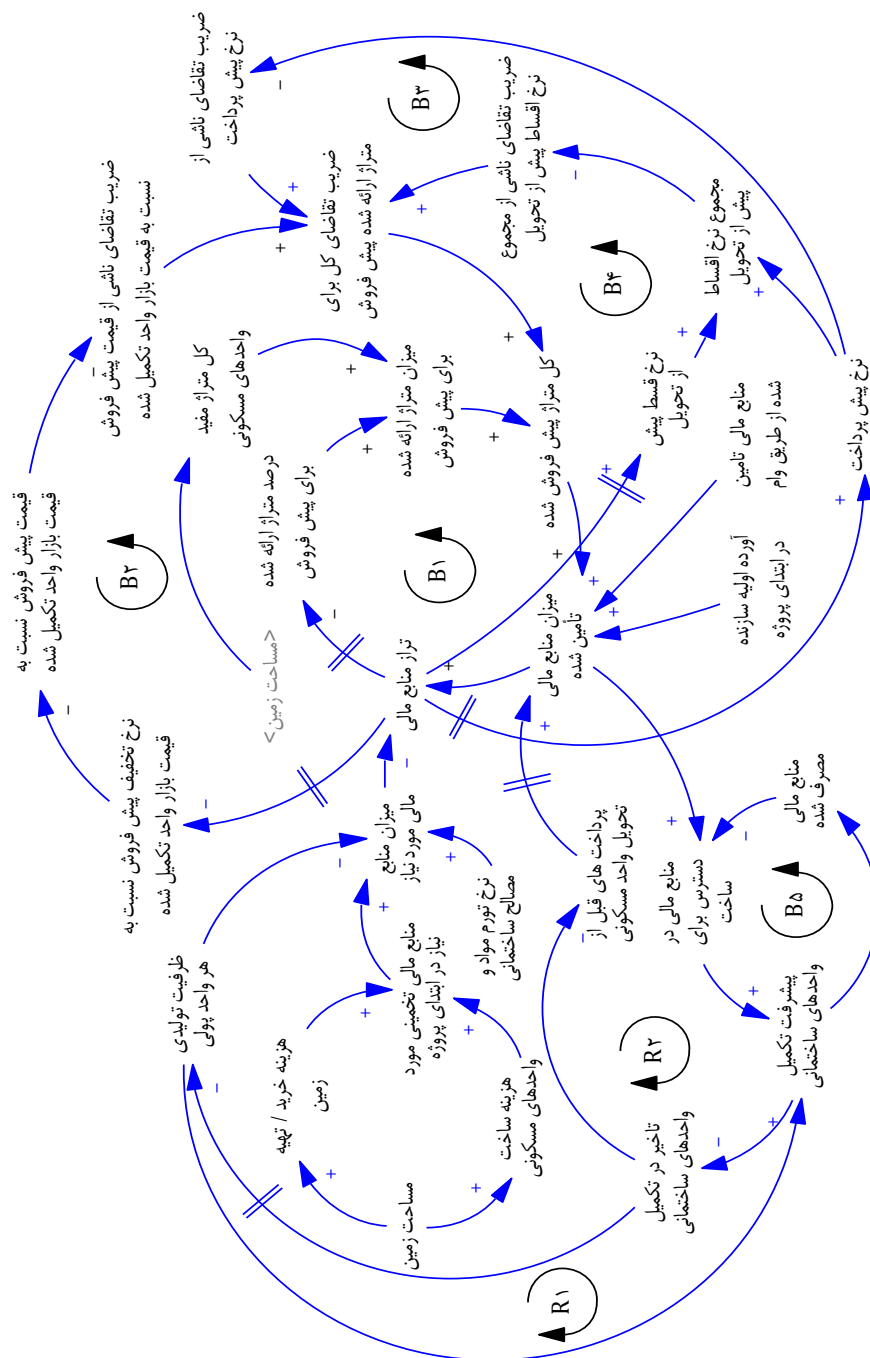 ضریب تقاضای ناشی از
نرخ پیش پرداخت
B۳
ضریب تقاضای ناشی از مجموع
نرخ اقساط پیش از تحویل
ضریب تقاضای کل برای
متراژ ارائه شده پیش فروش
ضریب تقاضای ناشی از قیمت پیش فروش
نسبت به قیمت بازار واحد تکمیل شده
مجموع نرخ اقساط
پیش از تحویل
B۴
کل متراژ مفید
واحدهای مسکونی
میزان متراژ ارائه شده
برای پیش فروش
کل متراژ پیش فروش شده
نرخ قسط پیش
از تحویل
منابع مالی تامین
شده از طریق وام
نرخ پیش پرداخت
درصد متراژ ارائه شده
برای پیش فروش
قیمت پیش فروش نسبت به
قیمت بازار واحد تکمیل شده
B۲
B۱
آورده اولیه سازنده
در ابتدای پروژه
<مساحت زمین>
تراز منابع مالی
میزان منابع مالی
تأمین شده
نرخ تخفیف پیش فروش نسبت به
قیمت بازار واحد تکمیل شده
میزان منابع
مالی مورد نیاز
نرخ تورم مواد و
مصالح ساختمانی
پرداخت های قبل از
تحویل واحد مسکونی
منابع مالی در
دسترس برای
ساخت
منابع مالی
مصرف شده
B۵
ظرفیت تولیدی
هر واحد پولی
منابع مالی تخمینی مورد
نیاز در ابتدای پروژه
هزینه خرید / تهیه
زمین
هزینه ساخت
واحدهای مسکونی
R۲
پیشرفت تکمیل
واحدهای ساختمانی
تاخیر در تکمیل
واحدهای ساختمانی
مساحت زمین
R۱